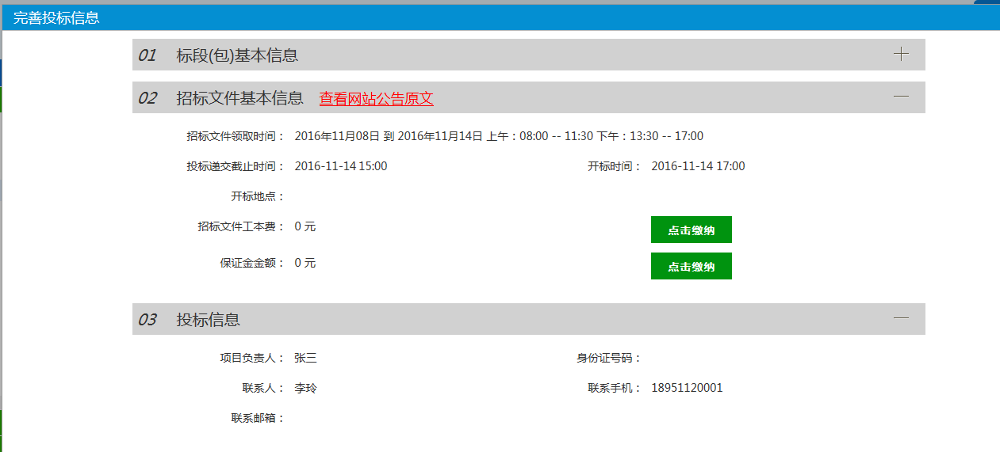 完善投标信息
01 标段(包)基本信息
02 招标文件基本信息 查看网站公告原文
招标文件领取时间： 2016年11月08日 到 2016年11月14日 上午：08:00 -- 11:30 下午：13:30 -- 17:00
投标递交截止时间： 2016-11-14 15:00 开标时间： 2016-11-14 17:00
开标地点：
招标文件工本费： 0 元 点击缴纳
保证金金额： 0 元 点击缴纳
03 投标信息
项目负责人： 张三 身份证号码：
联系人： 李玲 联系手机： 18951120001
联系邮箱：